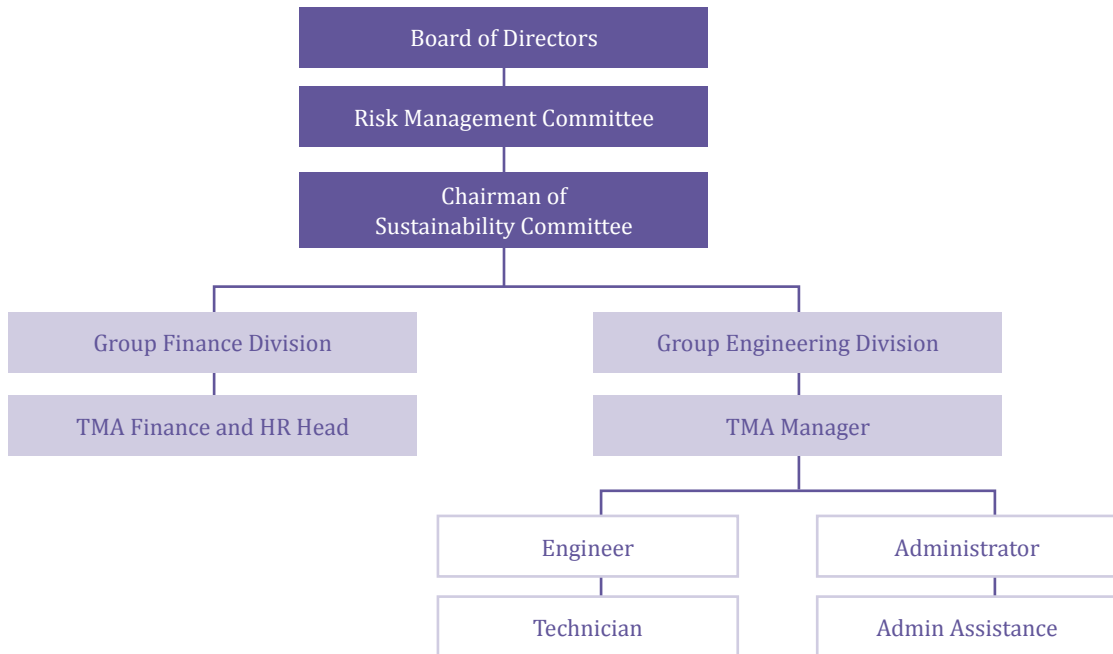 Board of Directors
Risk Management Committee
Chairman of
Sustainability Committee
Group Finance Division
Group Engineering Division
TMA Finance and HR Head
TMA Manager
Engineer
Administrator
Technician
Admin Assistance